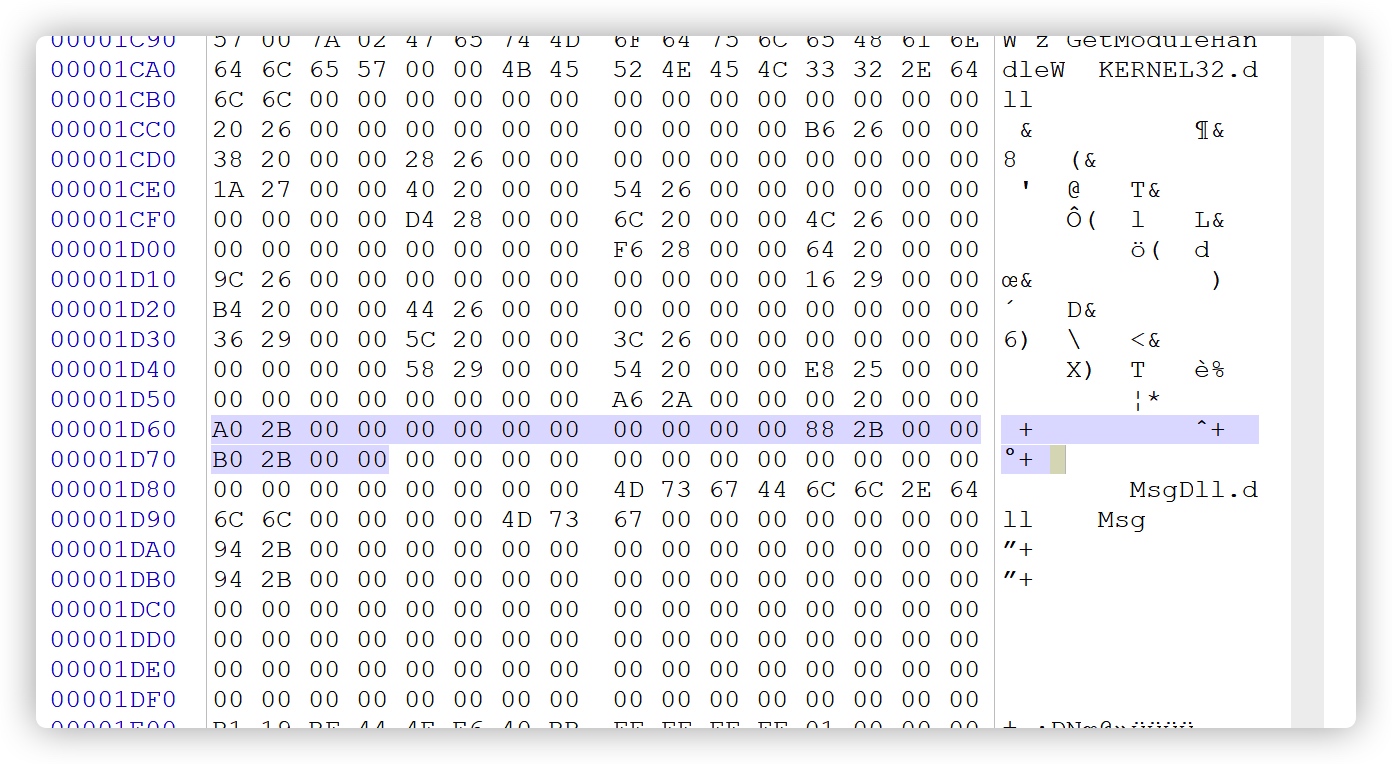 00001C90 57 00 7A 02 47 65 74 4D 6F 64 75 6C 65 48 61 6E W z GetModuleHan
00001CA0 64 6C 65 57 00 00 4B 45 52 4E 45 4C 33 32 2E 64 dleW KERNEL32.d
00001CB0 6C 6C 00 00 00 00 00 00 00 00 00 00 00 00 00 00 ll
00001CC0 20 26 00 00 00 00 00 00 00 00 00 00 B6 26 00 00 & ¶&
00001CD0 38 20 00 00 28 26 00 00 00 00 00 00 00 00 00 00 8 (&
00001CE0 1A 27 00 00 40 20 00 00 54 26 00 00 00 00 00 00 ' @ T&
00001CF0 00 00 00 00 D4 28 00 00 6C 20 00 00 4C 26 00 00 Ô( l L&
00001D00 00 00 00 00 00 00 00 00 F6 28 00 00 64 20 00 00 ö( d
00001D10 9C 26 00 00 00 00 00 00 00 00 00 00 16 29 00 00 œ& )
00001D20 B4 20 00 00 44 26 00 00 00 00 00 00 00 00 00 00 ´ D&
00001D30 36 29 00 00 5C 20 00 00 3C 26 00 00 00 00 00 00 6) \ <&
00001D40 00 00 00 00 58 29 00 00 54 20 00 00 E8 25 00 00 X) T è%
00001D50 00 00 00 00 00 00 00 00 A6 2A 00 00 00 20 00 00 ¦*
00001D60 A0 2B 00 00 00 00 00 00 00 00 00 00 88 2B 00 00 + ˆ+
00001D70 B0 2B 00 00 00 00 00 00 00 00 00 00 00 00 00 00 °+
00001D80 00 00 00 00 00 00 00 00 4D 73 67 44 6C 6C 2E 64 MsgDll.d
00001D90 6C 6C 00 00 00 00 4D 73 67 00 00 00 00 00 00 00 ll Msg
00001DA0 94 2B 00 00 00 00 00 00 00 00 00 00 00 00 00 00 ”+
00001DB0 94 2B 00 00 00 00 00 00 00 00 00 00 00 00 00 00 ”+
00001DC0 00 00 00 00 00 00 00 00 00 00 00 00 00 00 00 00
00001DD0 00 00 00 00 00 00 00 00 00 00 00 00 00 00 00 00
00001DE0 00 00 00 00 00 00 00 00 00 00 00 00 00 00 00 00
00001DF0 00 00 00 00 00 00 00 00 00 00 00 00 00 00 00 00